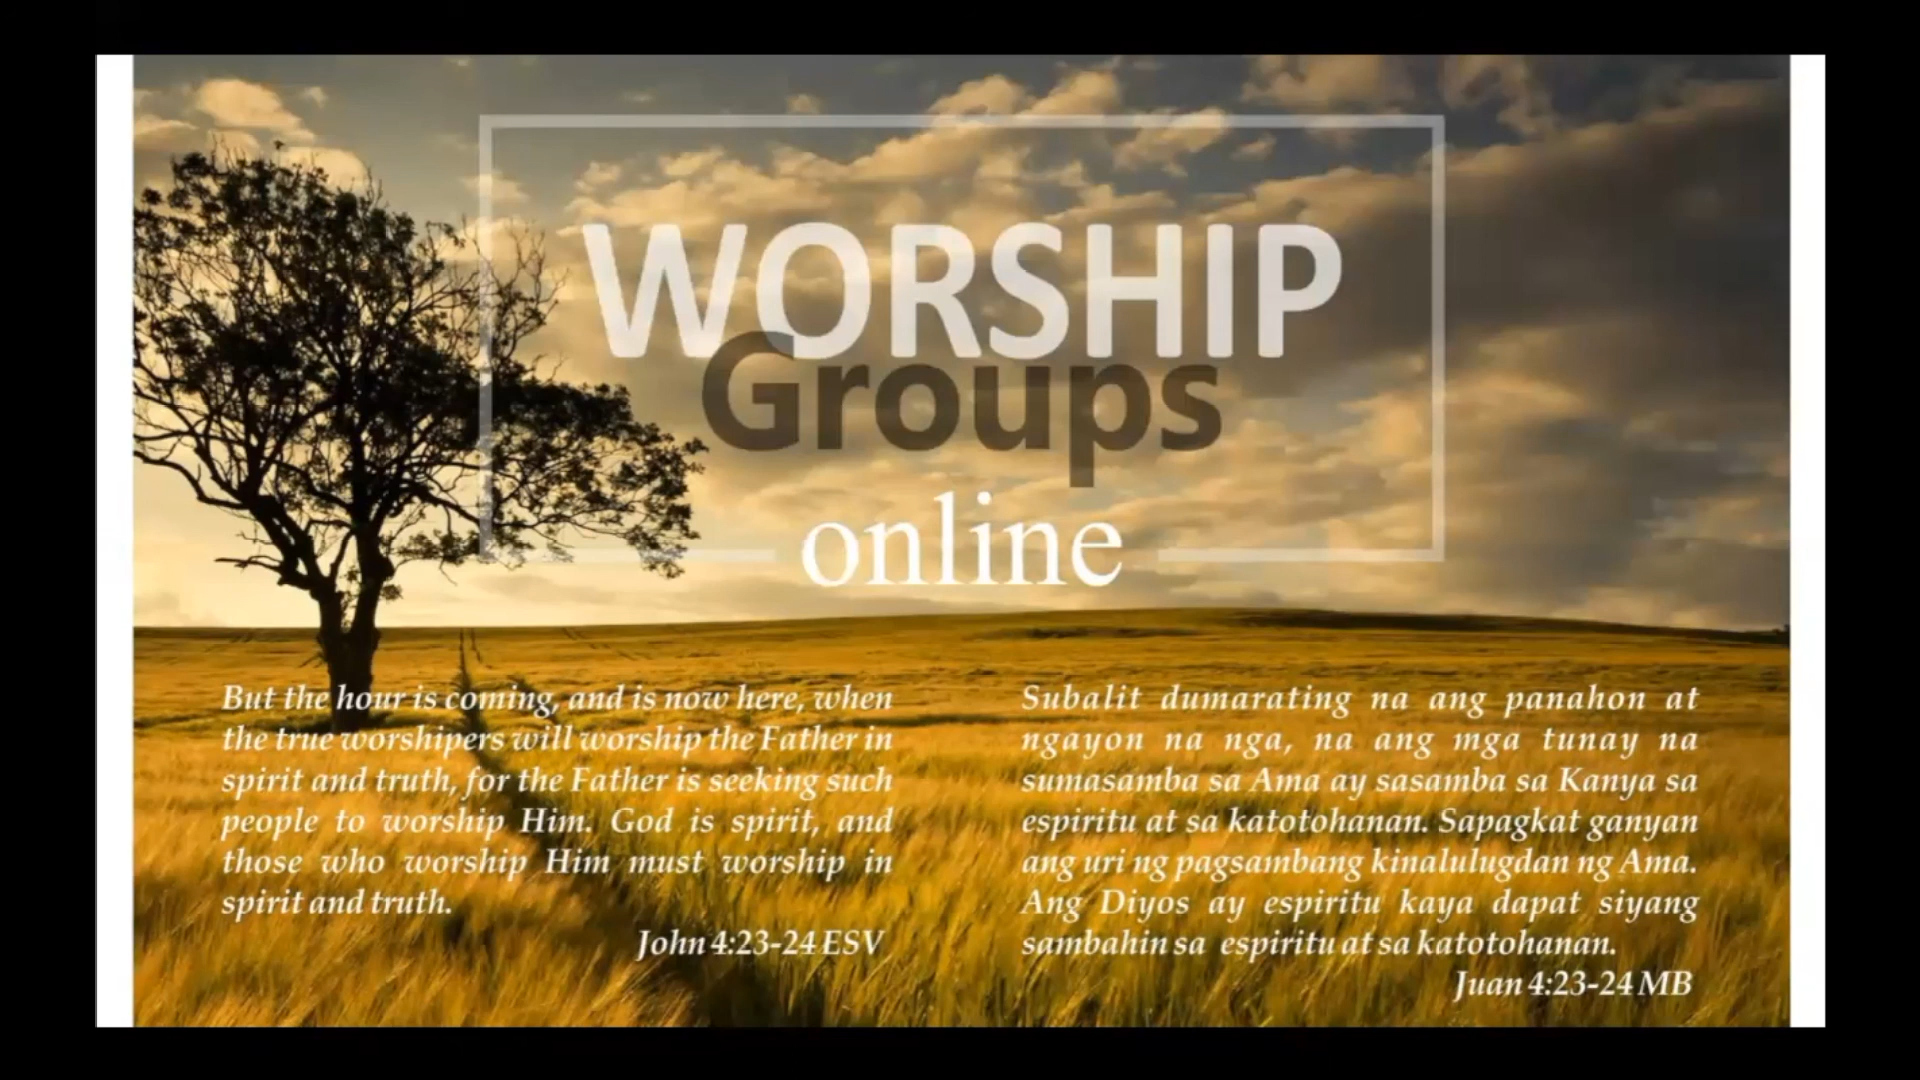 WORSHIP
Groups
online
But the hour is coming, and is now here, when
the true worshipers will worship the Father in
spirit and truth, for the Father is seeking such
people to worship Him. God is spirit, and
those who worship Him must worship in
spirit and truth.
John 4:23-24 ESV
Subalit dumarating na ang panahon at
ngayon na nga, na ang mga tunay na
sumasamba sa Ama ay sasamba sa Kanya sa
espiritu at sa katotohanan. Sapagkat ganyan
ang uri ng pagsambang kinalulugdan ng Ama.
Ang Diyos ay espiritu kaya dapat siyang
sambahin sa espiritu at sa katotohanan.
Juan 4:23-24 MB